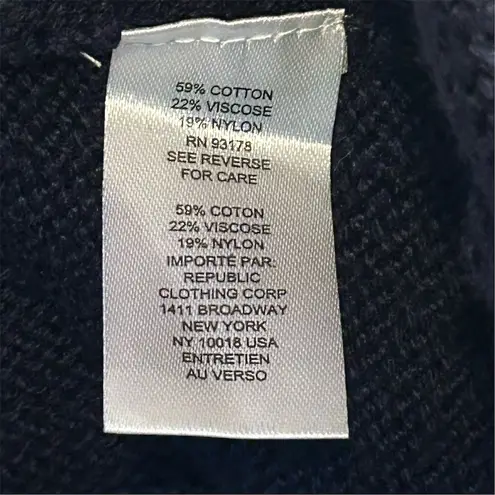 59% COTTON
22% VISCOSE
19% NYLON
RN 93178
SEE REVERSE
FOR CARE
59% COTON
22% VISCOSE
19% NYLON
IMPORTÉ PAR.
REPUBLIC
CLOTHING CORP
1411 BROADWAY
NEW YORK
NY 10018 USA
ENTRETIEN
AU VERSO